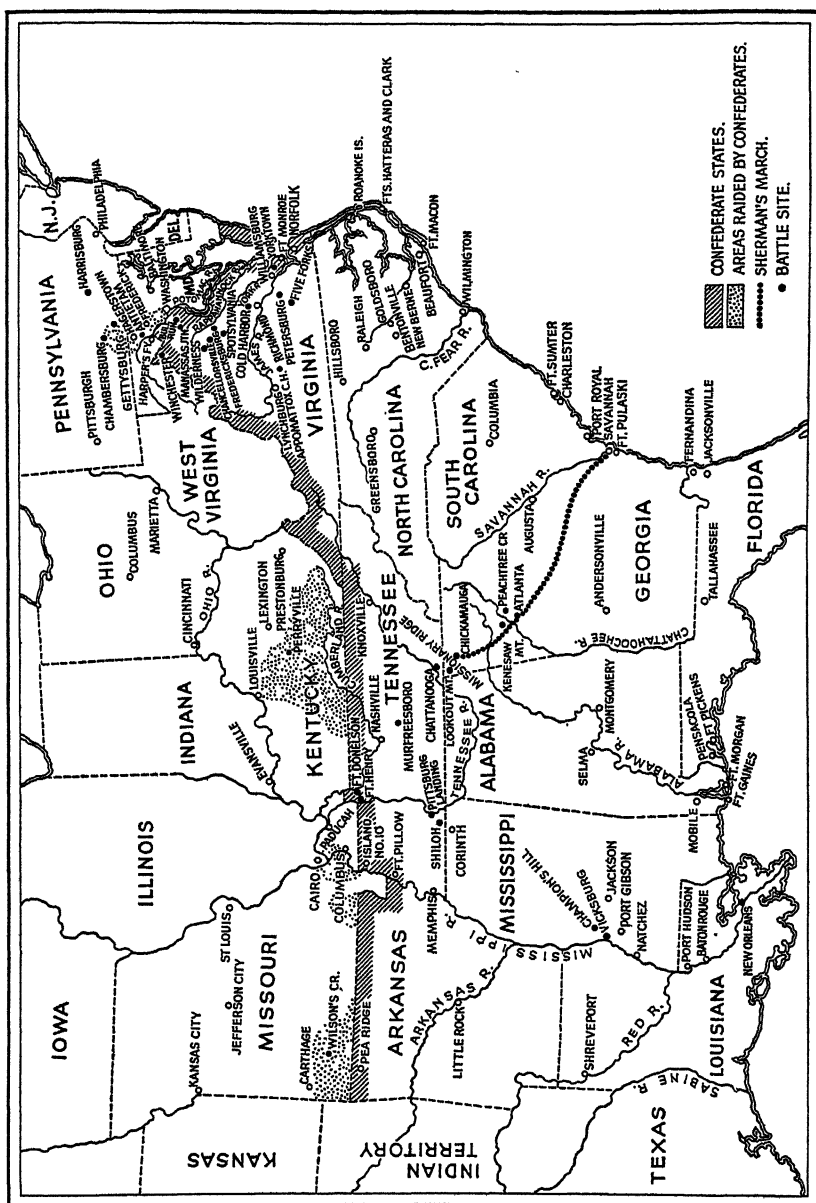 IOWA
ILLINOIS
INDIANA
OHIO
PENNSYLVANIA
N.J.
KANSAS CITY
JEFFERSON CITY
ST LOUIS
MISSOURI
KANSAS
CARTHAGE
WILSON'S CR.
PEA RIDGE
CAIRO
COLUMBUS
PADUCAH
ISLAND
NO.10
FT. PILLOW
EVANSVILLE
LOUISVILLE
CINCINNATI
OHIO R.
LEXINGTON
PRESTONBURG
PERRYVILLE
KENTUCKY
FT. DONELSON
FT. HENRY
COLUMBUS
MARIETTA
WEST
VIRGINIA
PITTSBURGH
CHAMBERSBURG
GETTYSBURG
HARRISBURG
PHILADELPHIA
ANTIETAM
BALTIMORE
WASHINGTON
DEL.
MD.
HARPER'S FY.
WINCHESTER
MANASSAS
WILDERNESS
CHANCELLORSVILLE
FREDERICKSBURG
SPOTSYLVANIA
COLD HARBOR
YORKTOWN
WILLIAMSBURG
FT. MONROE
NORFOLK
JAMES R.
RICHMOND
PETERSBURG
FIVE FORKS
LYNCHBURG
APPOMATTOX C.H.
VIRGINIA
INDIAN
TERRITORY
ARKANSAS
ARKANSAS R.
LITTLE ROCK
MEMPHIS
TENNESSEE
NASHVILLE
MURFREESBORO
CUMBERLAND R.
KNOXVILLE
CHATTANOOGA
LOOKOUT MT.
MISSIONARY RIDGE
CHICKAMAUGA
PITTSBURG
LANDING
SHILOH
CORINTH
TENNESSEE R.
HILLSBORO
GREENSBORO
RALEIGH
GOLDSBORO
BENTONVILLE
NEW BERNE
BEAUFORT
FT. MACON
ROANOKE IS.
FTS. HATTERAS AND CLARK
NORTH CAROLINA
C. FEAR R.
WILMINGTON
SOUTH
CAROLINA
COLUMBIA
FT. SUMTER
CHARLESTON
PORT ROYAL
SAVANNAH
FT. PULASKI
SAVANNAH R.
AUGUSTA
KENESAW
MT.
PEACHTREE CR
ATLANTA
GEORGIA
ANDERSONVILLE
CHATTAHOOCHEE R.
ALABAMA
SELMA
MONTGOMERY
ALABAMA R.
MISSISSIPPI
MISSISSIPPI R.
CHAMPION'S HILL
VICKSBURG
JACKSON
PORT GIBSON
NATCHEZ
SHREVEPORT
RED R.
TEXAS
SABINE R.
LOUISIANA
PORT HUDSON
BATON ROUGE
NEW ORLEANS
MOBILE
PENSACOLA
FT. PICKENS
FT. MORGAN
FT. GAINES
TALLAHASSEE
FERNANDINA
JACKSONVILLE
FLORIDA
CONFEDERATE STATES.
AREAS RAIDED BY CONFEDERATES.
SHERMAN'S MARCH.
BATTLE SITE.